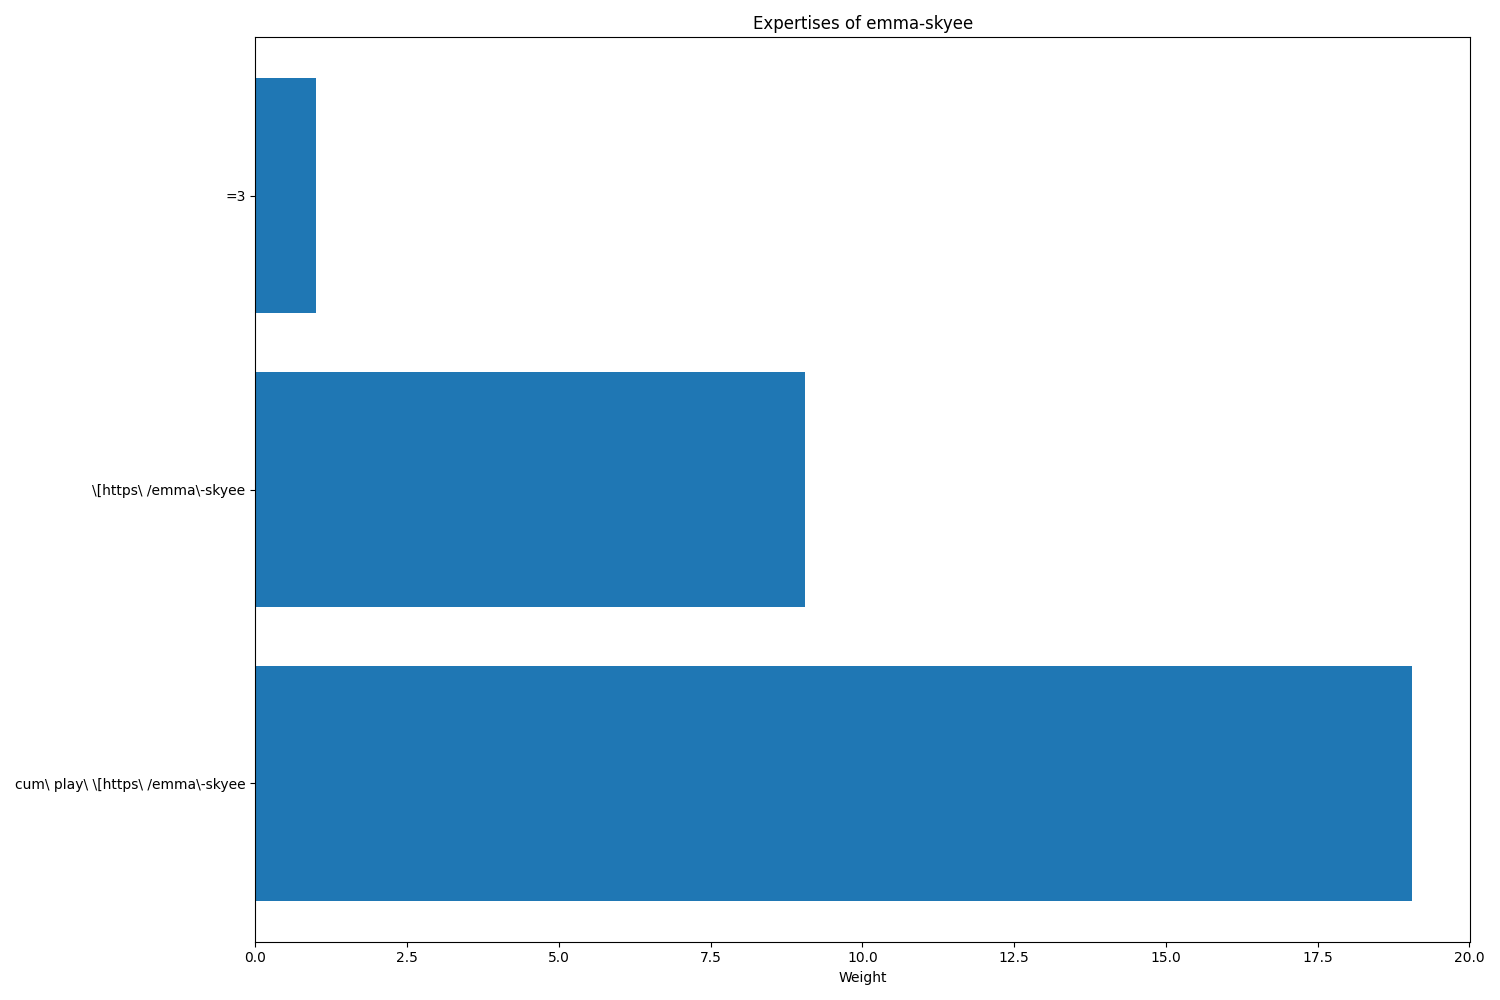 Expertises of emma-skyee
=3
\[https\ /emma\-skyee
cum\ play\ \[https\ /emma\-skyee
0.0 2.5 5.0 7.5 10.0 12.5 15.0 17.5 20.0
Weight